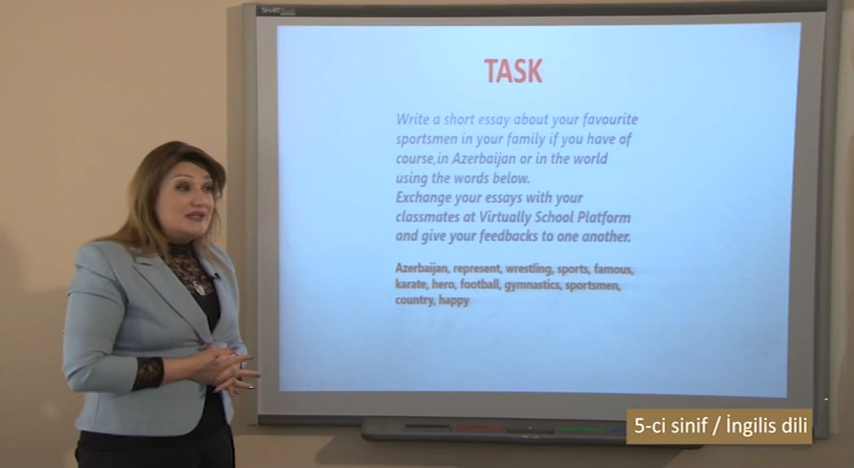 SMART
TASK
Write a short essay about your favourite
sportsmen in your family if you have of
course,in Azerbaijan or in the world
using the words below.
Exchange your essays with your
classmates at Virtually School Platform
and give your feedbacks to one another.
Azerbaijan, represent, wrestling, sports, famous,
karate, hero, football, gymnastics, sportsmen,
country, happy
5-ci sinif / İngilis dili